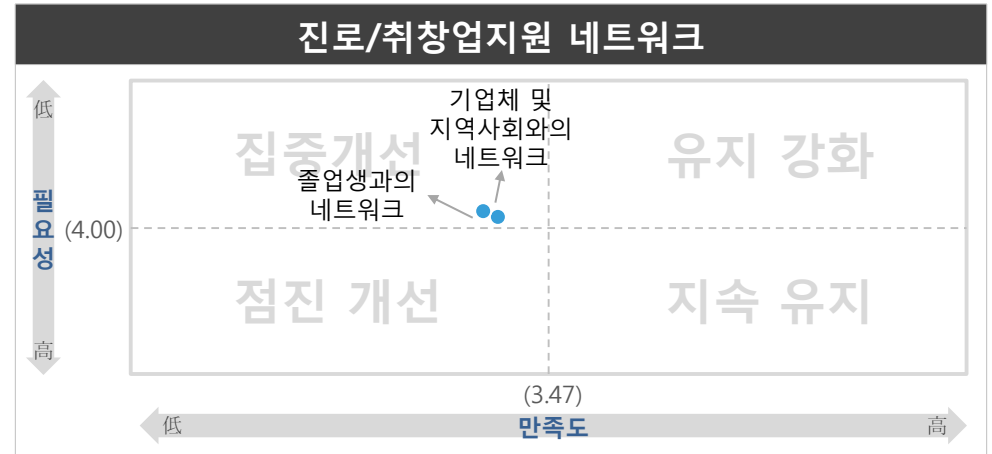 진로/취창업지원 네트워크
低
필
요
성
(4.00)
高
집중개선
유지 강화
기업체 및
지역사회와의
네트워크
졸업생과의
네트워크
점진 개선
지속 유지
(3.47)
低
만족도
高